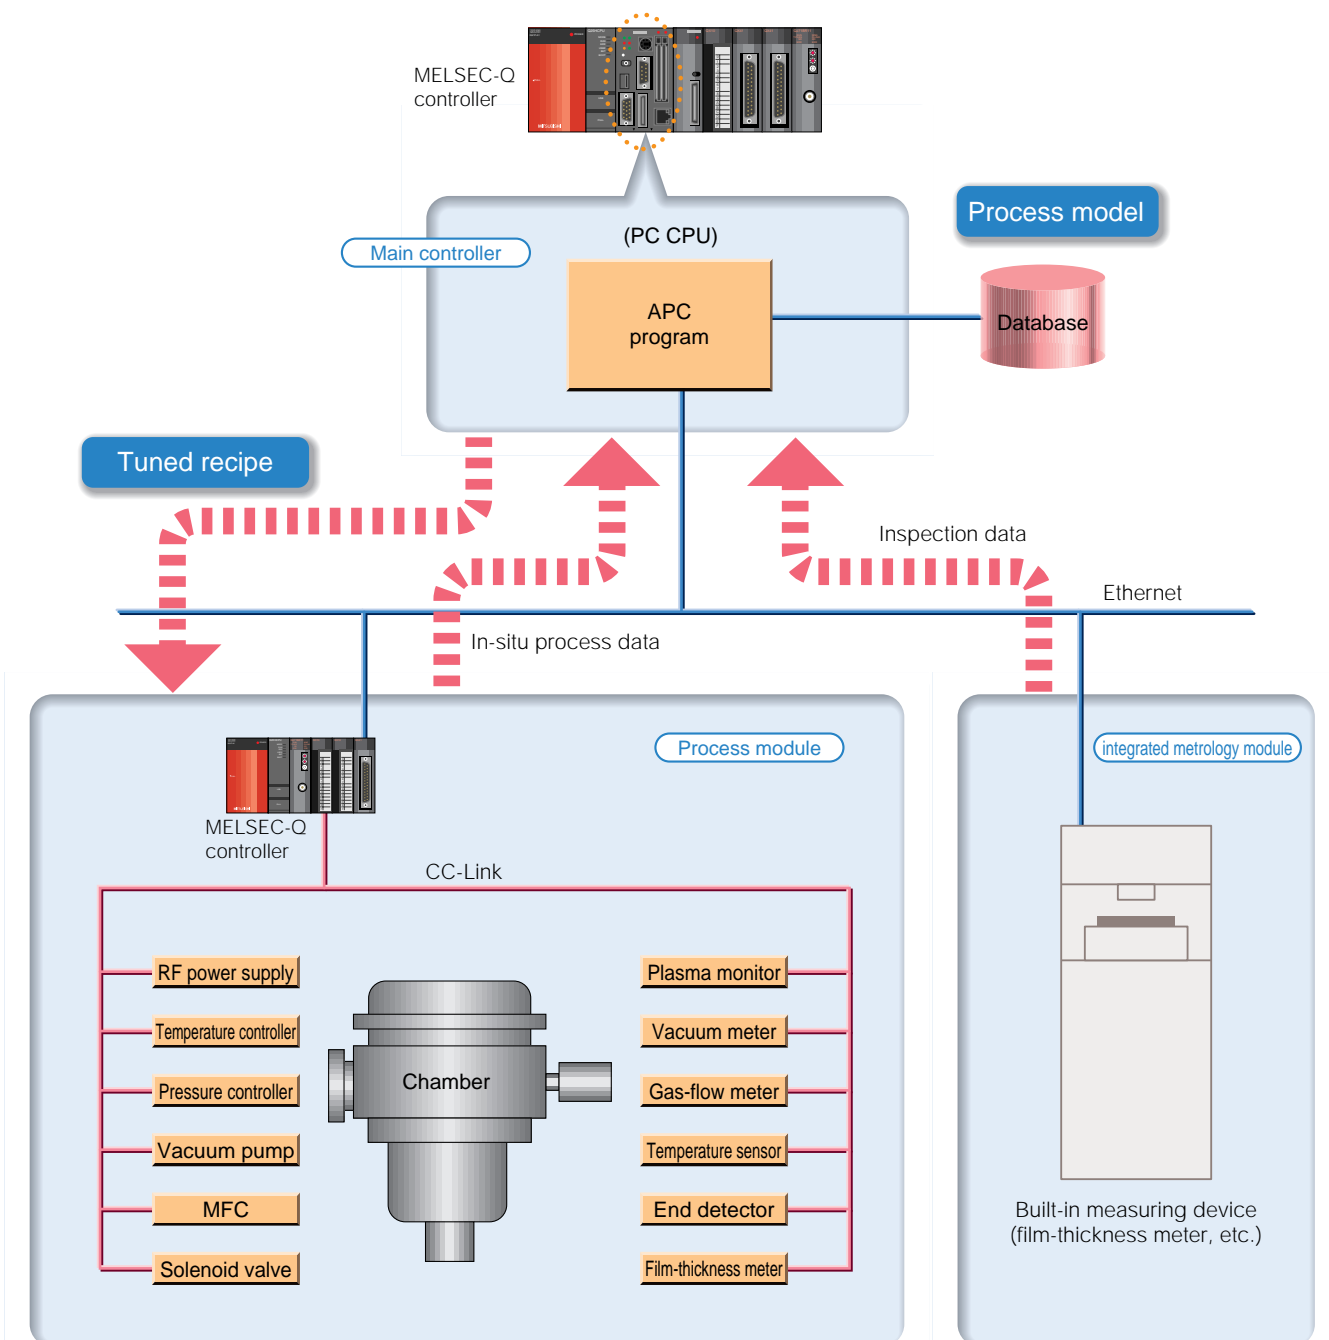 MELSEC-Q
controller
Process model
(PC CPU)
Main controller
APC
program
Database
Tuned recipe
Inspection data
Ethernet
In-situ process data
Process module
integrated metrology module
MELSEC-Q
controller
CC-Link
RF power supply
Temperature controller
Pressure controller
Vacuum pump
MFC
Solenoid valve
Chamber
Plasma monitor
Vacuum meter
Gas-flow meter
Temperature sensor
End detector
Film-thickness meter
Built-in measuring device
(film-thickness meter, etc.)